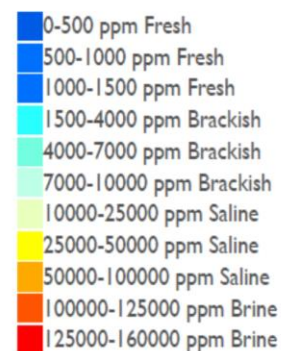 0-500 ppm Fresh
500-1000 ppm Fresh
1000-1500 ppm Fresh
1500-4000 ppm Brackish
4000-7000 ppm Brackish
7000-10000 ppm Brackish
10000-25000 ppm Saline
25000-50000 ppm Saline
50000-100000 ppm Saline
100000-125000 ppm Brine
125000-160000 ppm Brine